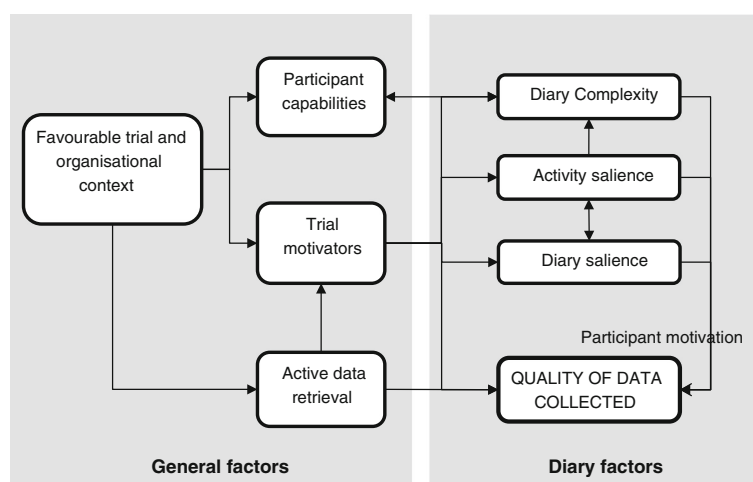 Favourable trial and
organisational
context
Participant
capabilities
Trial
motivators
Active data
retrieval
General factors
Diary Complexity
Activity salience
Diary salience
Participant motivation
QUALITY OF DATA
COLLECTED
Diary factors